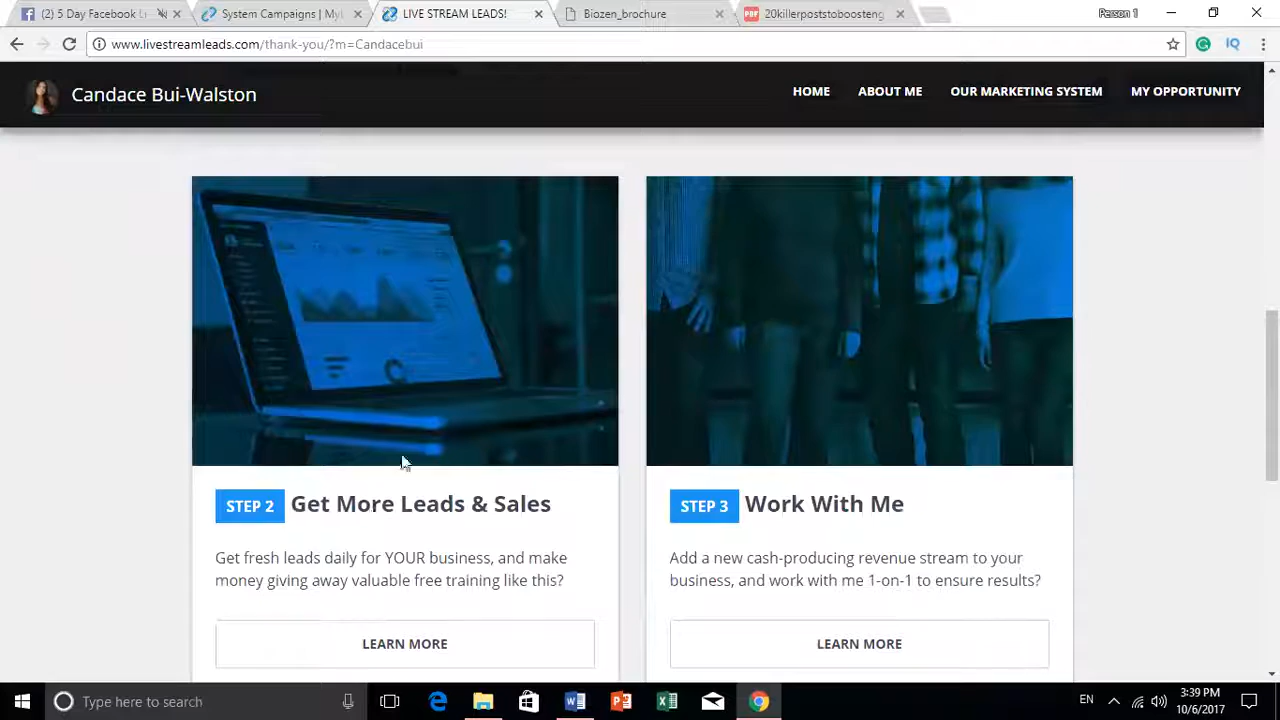 (2) 5 Day Facebook L
System Campaigns | MyL
LIVE STREAM LEADS!
Biozen_brochure
PDF
20killerpoststoboosteng
Person 1
www.livestreamleads.com/thank-you/?m=Candacebui
Candace Bui-Walston
HOME
ABOUT ME
OUR MARKETING SYSTEM
MY OPPORTUNITY
STEP 2 Get More Leads & Sales
Get fresh leads daily for YOUR business, and make
money giving away valuable free training like this?
LEARN MORE
STEP 3 Work With Me
Add a new cash-producing revenue stream to your
business, and work with me 1-on-1 to ensure results?
LEARN MORE
Type here to search
EN
3:39 PM
10/6/2017